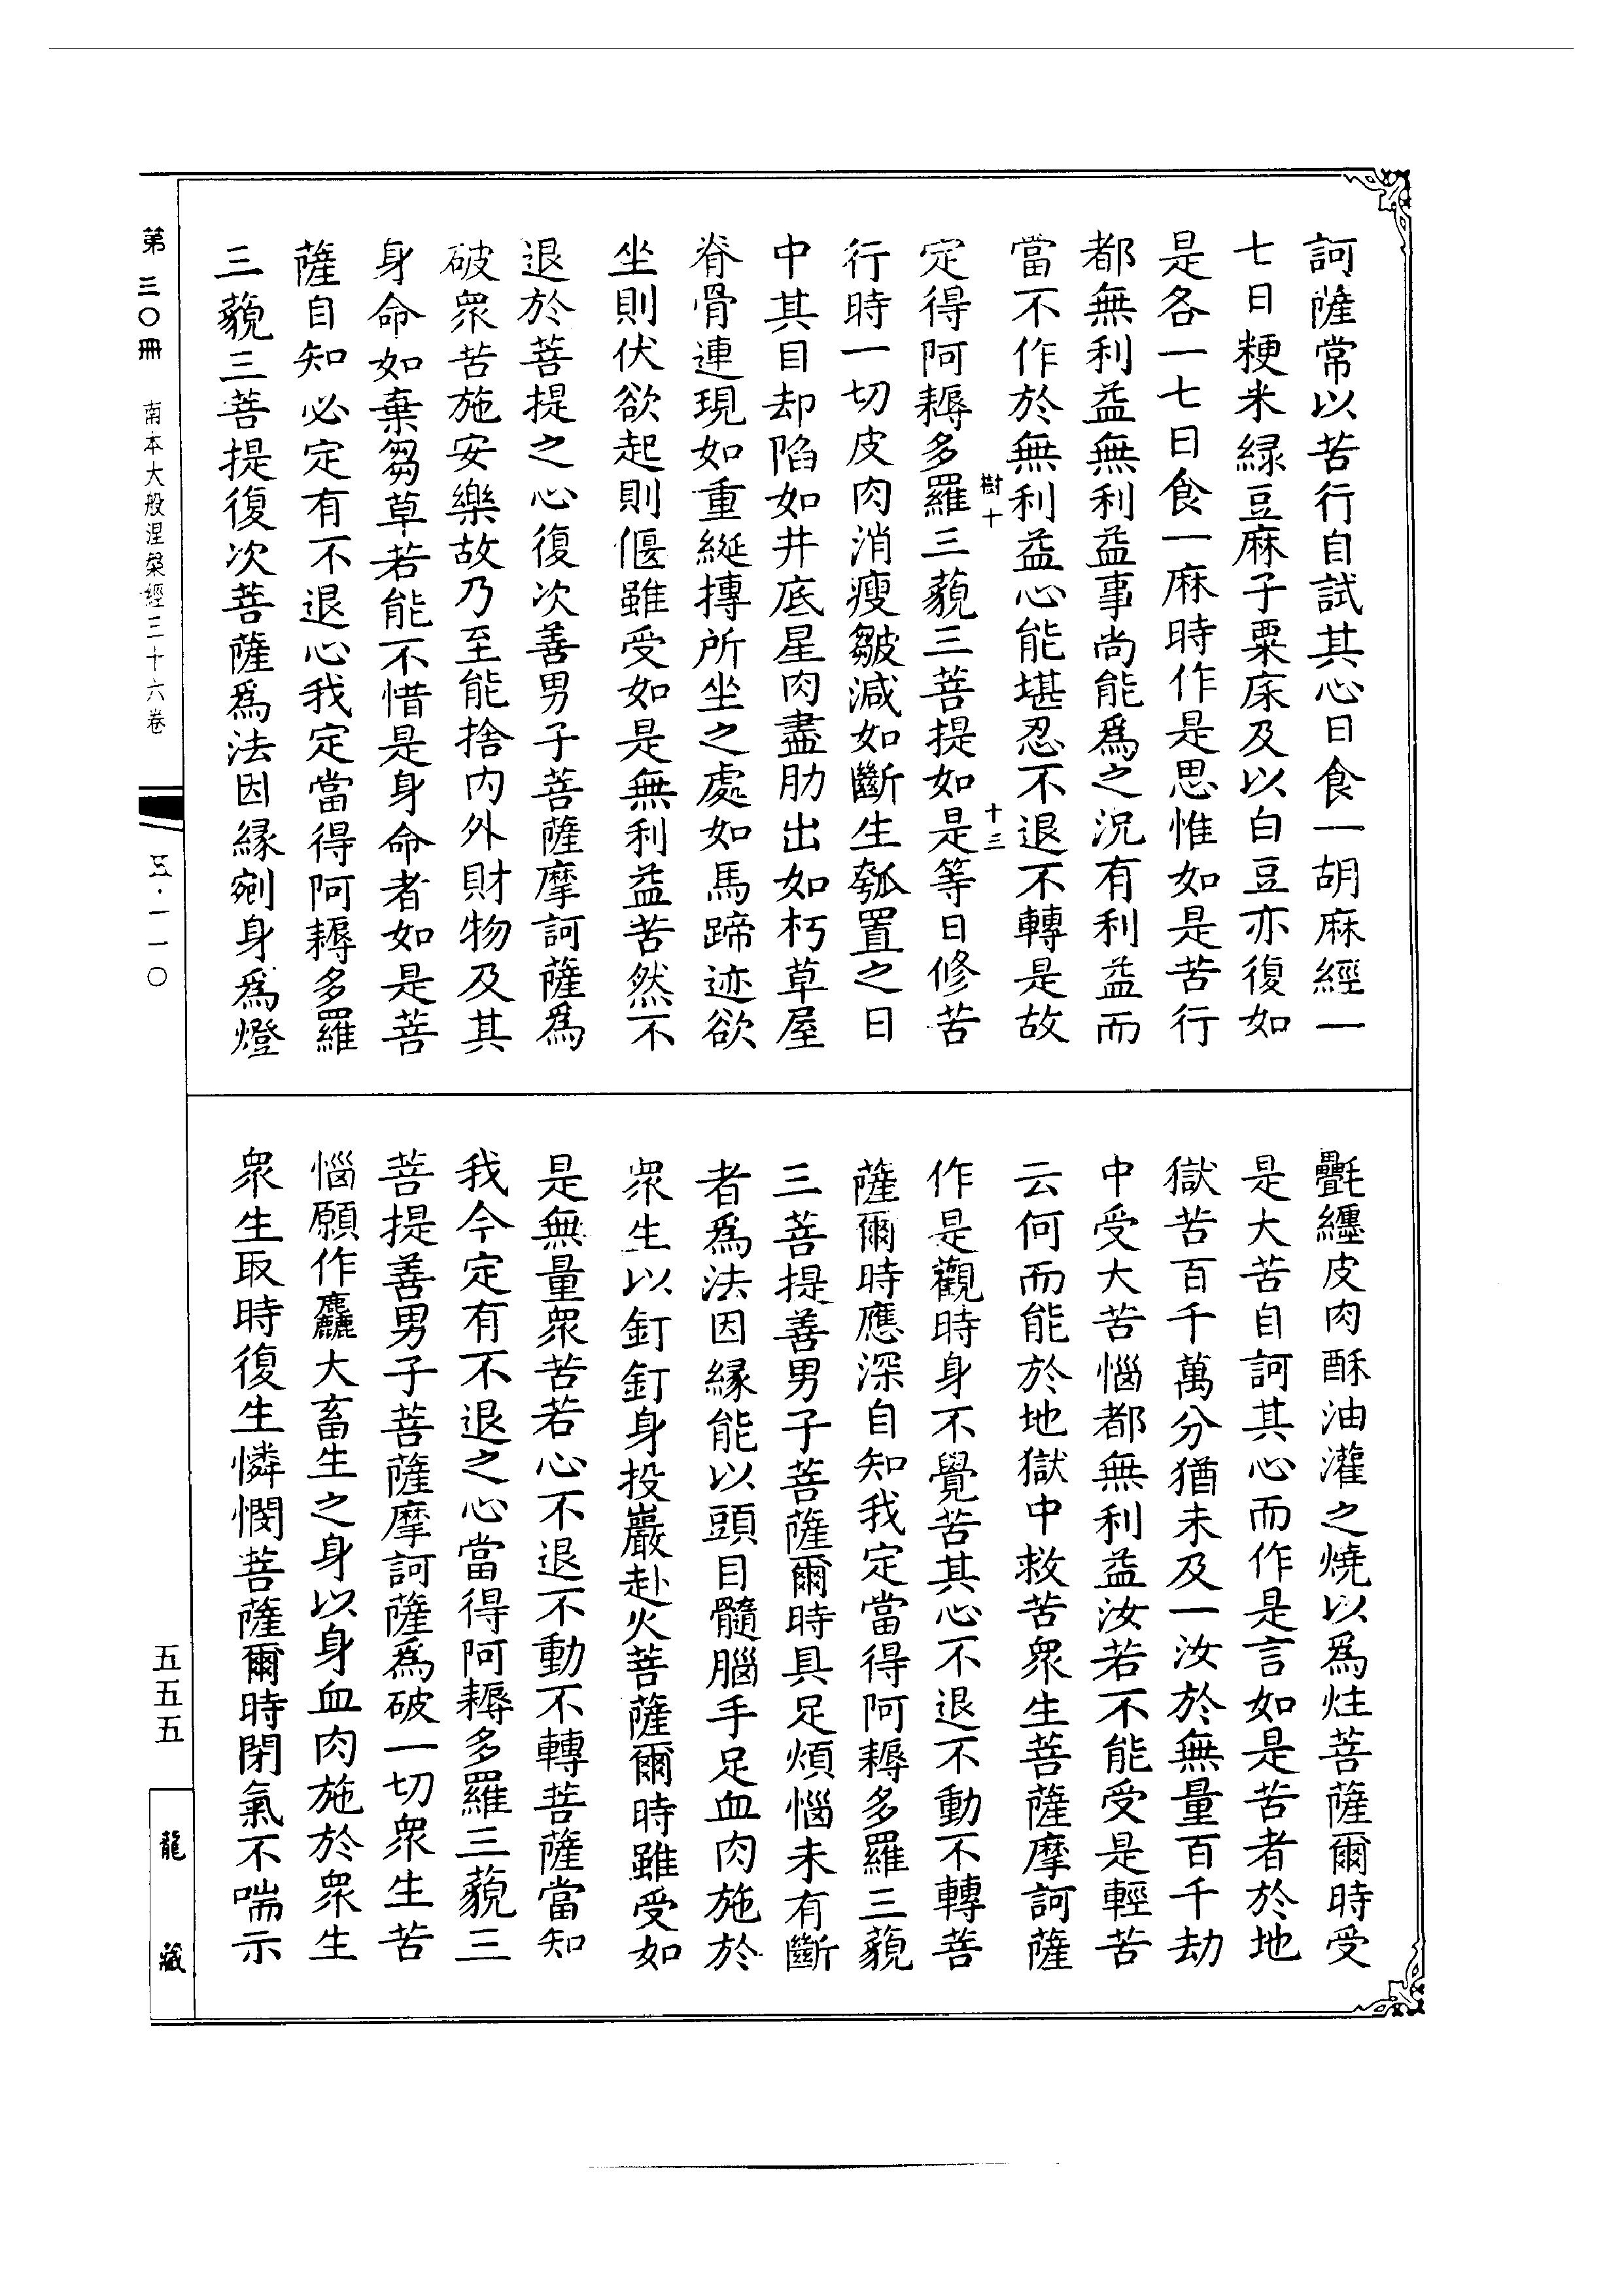 訶薩常以苦行自試其心日食一胡麻經一
七日粳米緑豆麻子粟床及以白豆亦復如
是各一七日食一麻時作是思惟如是苦行
都無利益無利益事尚能爲之況有利益而
當不作於無利益心能堪忍不退不轉是故
樹十
十三
定得阿耨多羅三藐三菩提如是等日修苦
行時一切皮肉消瘦皺減如斷生瓠置之日
中其目却陷如井底星肉盡肋出如朽草屋
脊骨連現如重綖摶所坐之處如馬蹄迹欲
坐則伏欲起則偃雖受如是無利益苦然不
退於菩提之心復次善男子菩薩摩訶薩爲
破眾苦施安樂故乃至能捨内外財物及其
身命如棄芻草若能不惜是身命者如是菩
薩自知必定有不退心我定當得阿耨多羅
三藐三菩提復次菩薩爲法因縁剜身爲燈
㲲纏皮肉酥油灌之燒以爲炷菩薩爾時受
是大苦自訶其心而作是言如是苦者於地
獄苦百千萬分猶未及一汝於無量百千劫
中受大苦惱都無利益汝若不能受是輕苦
云何而能於地獄中救苦眾生菩薩摩訶薩
作是觀時身不覺苦其心不退不動不轉菩
薩爾時應深自知我定當得阿耨多羅三藐
三菩提善男子菩薩爾時具足煩惱未有斷
者爲法因縁能以頭目髓腦手足血肉施於
眾生以釘釘身投巖赴火菩薩爾時雖受如
是無量眾苦若心不退不動不轉菩薩當知
我今定有不退之心當得阿耨多羅三藐三
菩提善男子菩薩摩訶薩爲破一切眾生苦
惱願作麤大畜生之身以身血肉施於眾生
眾生取時復生憐愍菩薩爾時閉氣不喘示
第三〇冊 南本大般涅槃經三十六卷
五·一一〇
五五五
龍藏